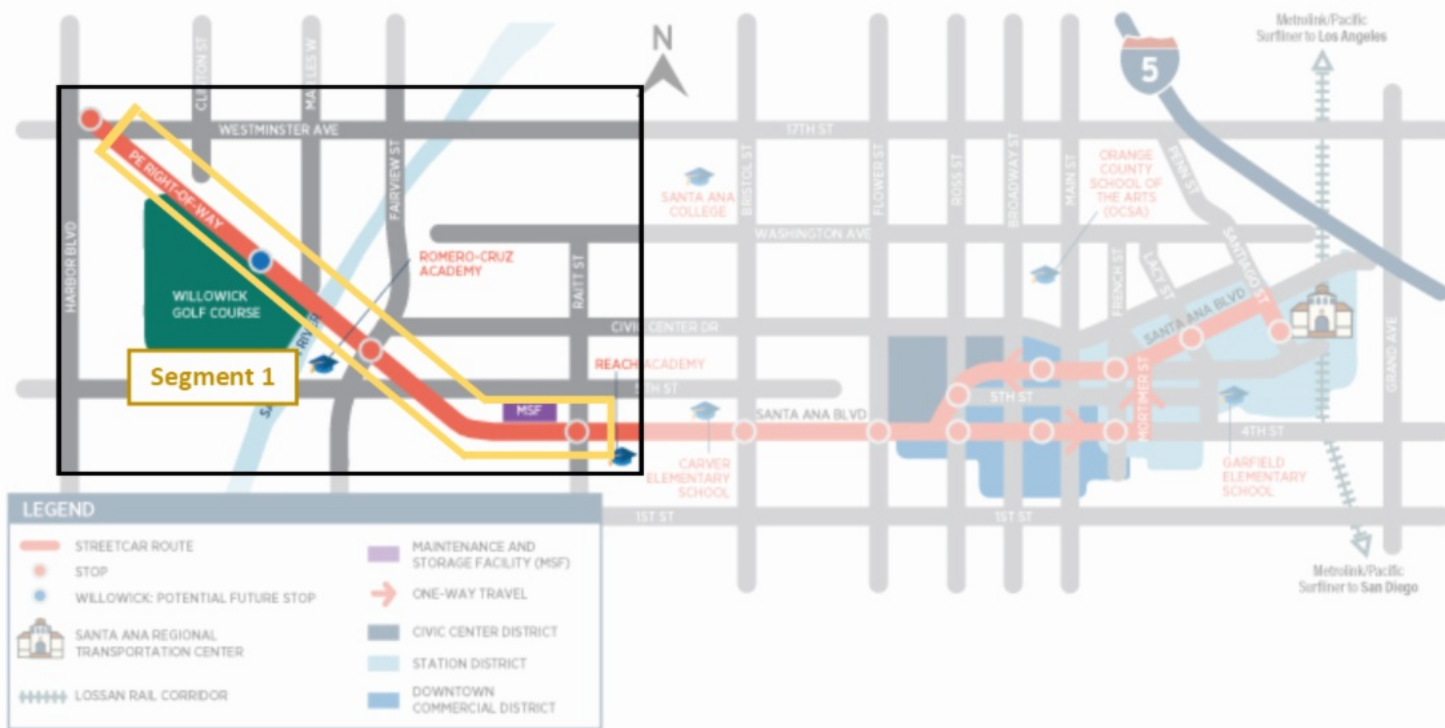 Metrolink/Pacific
Surfliner to Los Angeles
N
5
CLINTON ST
WESTMINSTER AVE
17TH ST
PE RIGHT-OF-WAY
FAIRVIEW ST
HARBOR BLVD
SANTA ANA
COLLEGE
BRISTOL ST
FLOWER ST
ROSS ST
BROADWAY ST
MAIN ST
ORANGE
COUNTY
SCHOOL OF
THE ARTS
(OCSA)
PENN ST
WASHINGTON AVE
ROMERO-CRUZ
ACADEMY
RAITT ST
FRENCH ST
LACY ST
SANTIAGO ST
WILLOWICK
GOLF COURSE
RIVER
CIVIC CENTER DR
SANTA ANA BLVD
Segment 1
REACH ACADEMY
5TH ST
MSF
SANTA ANA BLVD
5TH ST
MORTIMER ST
4TH ST
GRAND AVE
CARVER
ELEMENTARY
SCHOOL
GARFIELD
ELEMENTARY
SCHOOL
1ST ST
1ST ST
Metrolink/Pacific
Surfliner to San Diego
LEGEND
STREETCAR ROUTE
STOP
WILLOWICK: POTENTIAL FUTURE STOP
SANTA ANA REGIONAL
TRANSPORTATION CENTER
LOSSAN RAIL CORRIDOR
MAINTENANCE AND
STORAGE FACILITY (MSF)
ONE-WAY TRAVEL
CIVIC CENTER DISTRICT
STATION DISTRICT
DOWNTOWN
COMMERCIAL DISTRICT